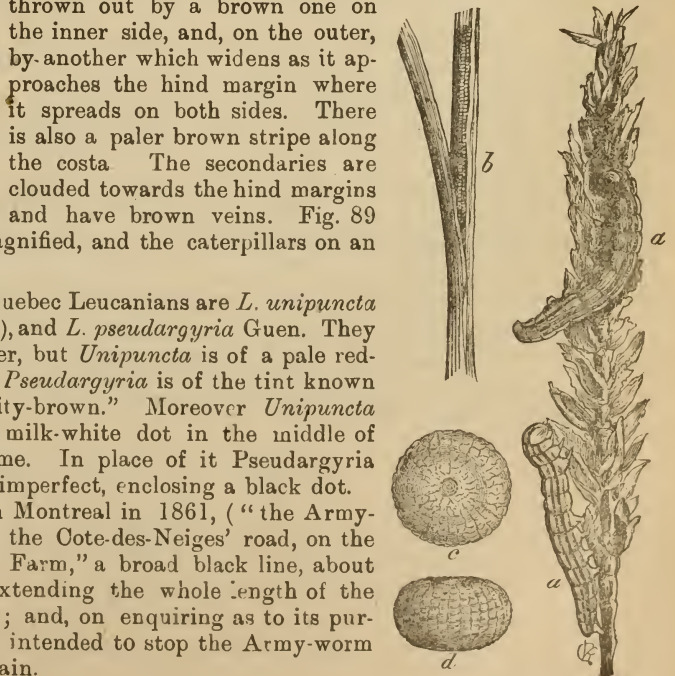 thrown out by a brown one on
the inner side, and, on the outer,
by another which widens as it ap-
proaches the hind margin where
it spreads on both sides. There
is also a paler brown stripe along
the costa The secondaries are
clouded towards the hind margins
and have brown veins. Fig. 89
agnified, and the caterpillars on an
uebec Leucanians are L. unipuncta
), and L. pseudargyria Guen. They
er, but Unipuncta is of a pale red-
Pseudargyria is of the tint known
ity-brown." Moreover Unipuncta
milk-white dot in the middle of
me. In place of it Pseudargyria
imperfect, enclosing a black dot.
Montreal in 1861, ("the Army-
the Cote-des-Neiges' road, on the
Farm," a broad black line, about
xtending the whole length of the
; and, on enquiring as to its pur-
intended to stop the Army-worm
ain.
b
a
c
a
d